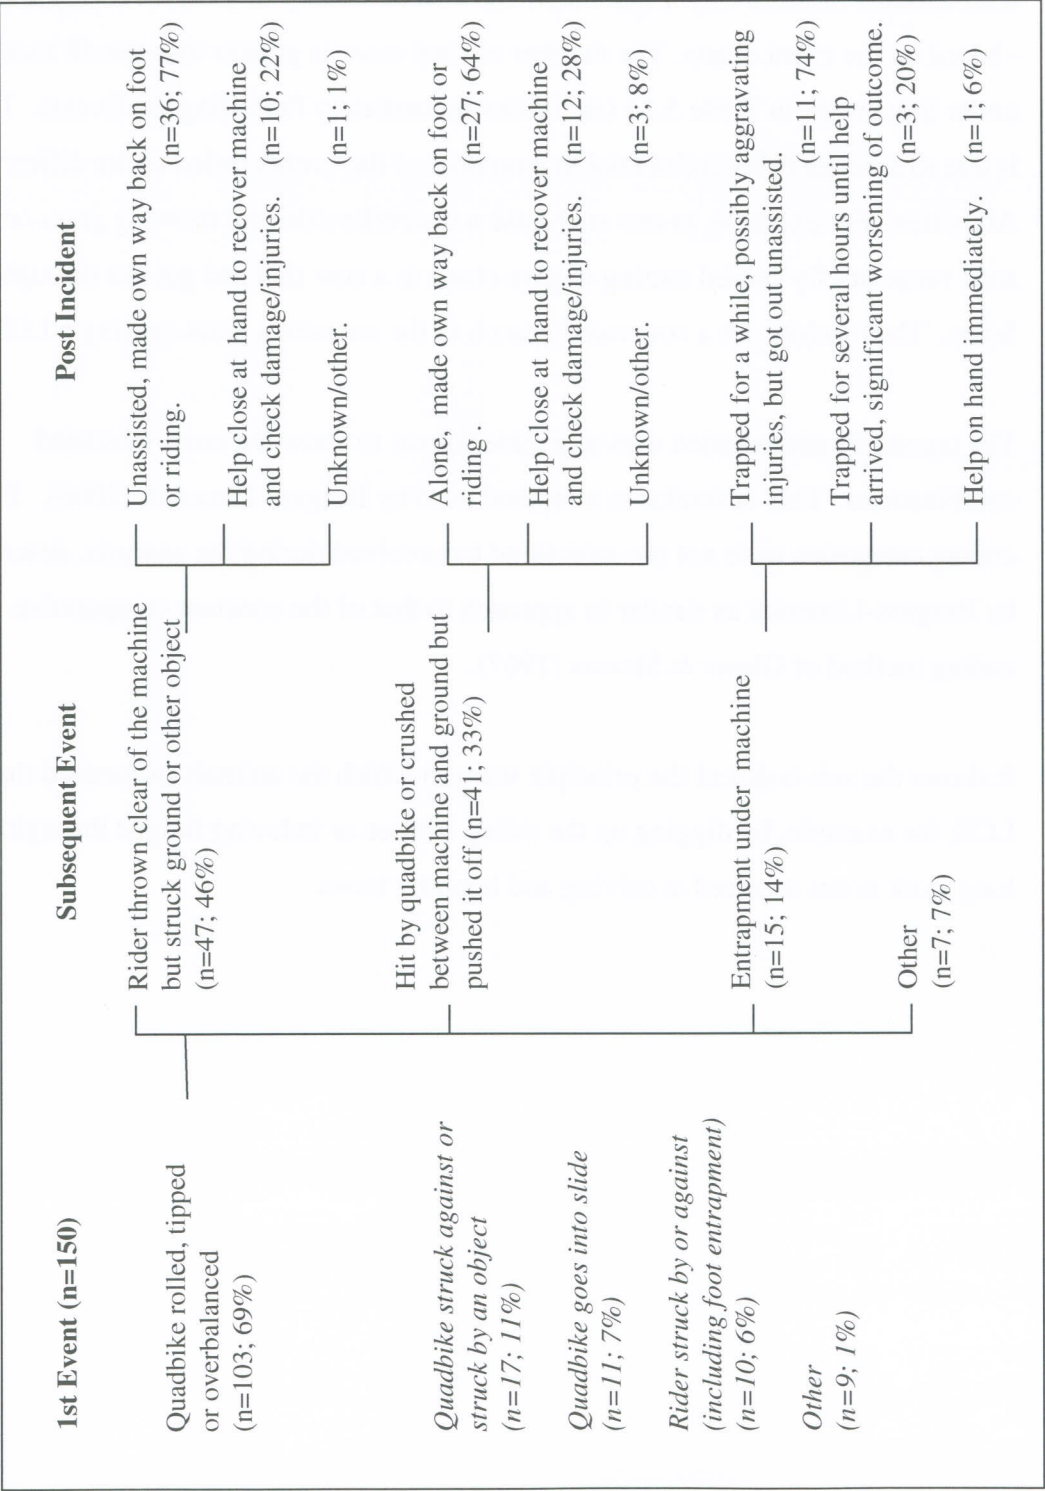 1st Event (n=150)
Subsequent Event
Post Incident
Quadbike rolled, tipped
or overbalanced
(n=103; 69%)
Quadbike struck against or
struck by an object
(n=17; 11%)
Quadbike goes into slide
(n=11; 7%)
Rider struck by or against
(including foot entrapment)
(n=10; 6%)
Other
(n=9; 1%)
Rider thrown clear of the machine
but struck ground or other object
(n=47; 46%)
Hit by quadbike or crushed
between machine and ground but
pushed it off (n=41; 33%)
Entrapment under machine
(n=15; 14%)
Other
(n=7; 7%)
Unassisted, made own way back on foot
or riding. (n=36; 77%)
Help close at hand to recover machine
and check damage/injuries. (n=10; 22%)
Unknown/other. (n=1; 1%)
Alone, made own way back on foot or
riding . (n=27; 64%)
Help close at hand to recover machine
and check damage/injuries. (n=12; 28%)
Unknown/other. (n=3; 8%)
Trapped for a while, possibly aggravating
injuries, but got out unassisted.
(n=11; 74%)
Trapped for several hours until help
arrived, significant worsening of outcome.
(n=3; 20%)
Help on hand immediately. (n=1; 6%)